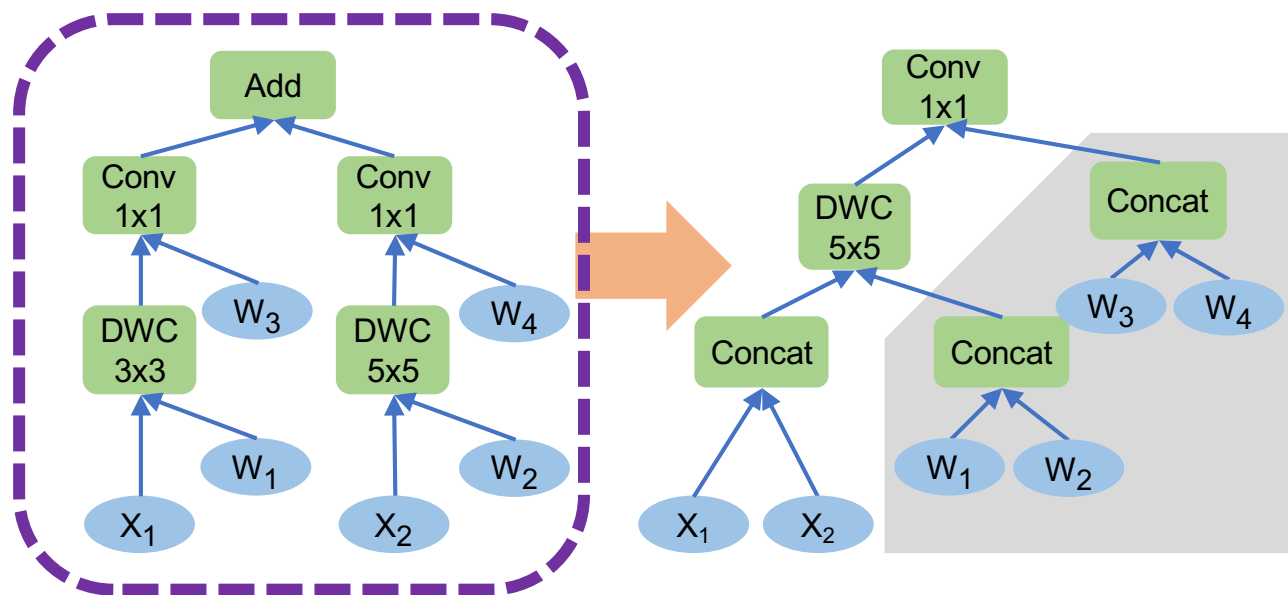 Add
Conv
1x1
Conv
1x1
W3
W4
DWC
3x3
DWC
5x5
W1
W2
X1
X2
Conv
1x1
Concat
DWC
5x5
W3
W4
Concat
Concat
W1
W2
X1
X2